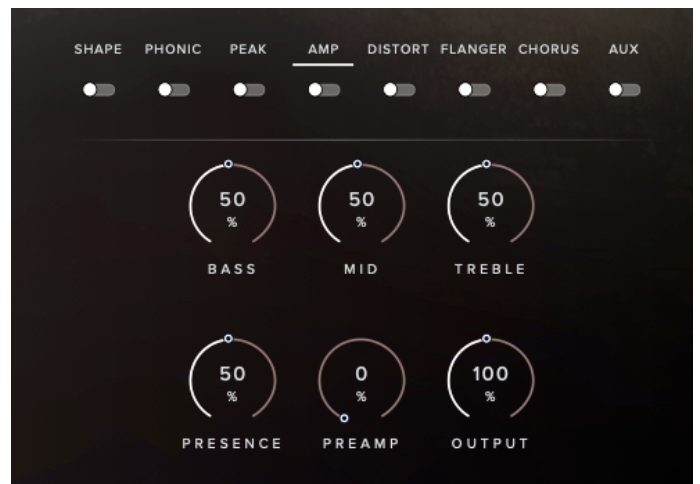 SHAPE PHONIC PEAK AMP DISTORT FLANGER CHORUS AUX
50 50 50
% % %
BASS MID TREBLE
50 0 100
% % %
PRESENCE PREAMP OUTPUT